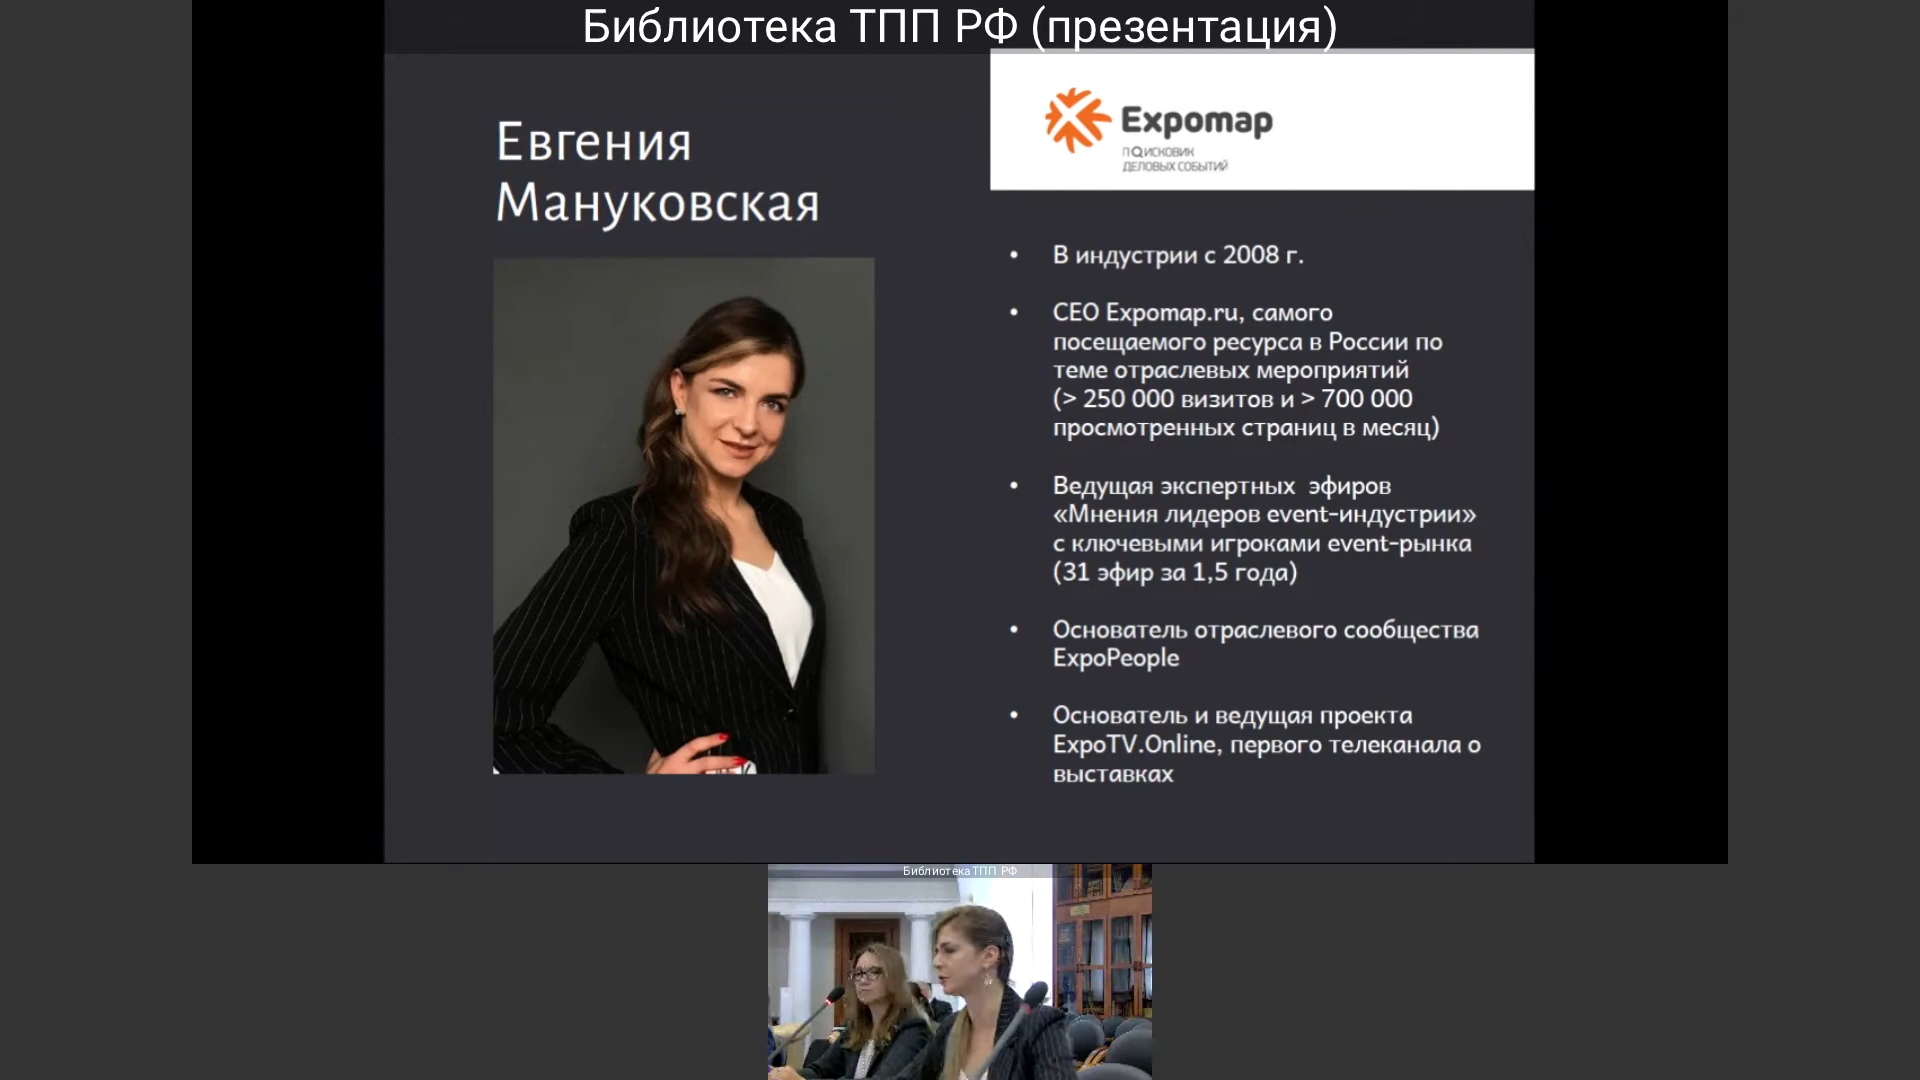 Библиотека ТПП РФ (презентация)
Евгения
Мануковская
Expomap
ПОИСКОВИК
ДЕЛОВЫХ СОБЫТИЙ
• В индустрии с 2008 г.
• CEO Expomap.ru, самого
посещаемого ресурса в России по
теме отраслевых мероприятий
(> 250 000 визитов и > 700 000
просмотренных страниц в месяц)
• Ведущая экспертных эфиров
«Мнения лидеров event-индустрии»
с ключевыми игроками event-рынка
(31 эфир за 1,5 года)
• Основатель отраслевого сообщества
ExpoPeople
• Основатель и ведущая проекта
ExpoTV.Online, первого телеканала о
выставках
Библиотека ТПП РФ